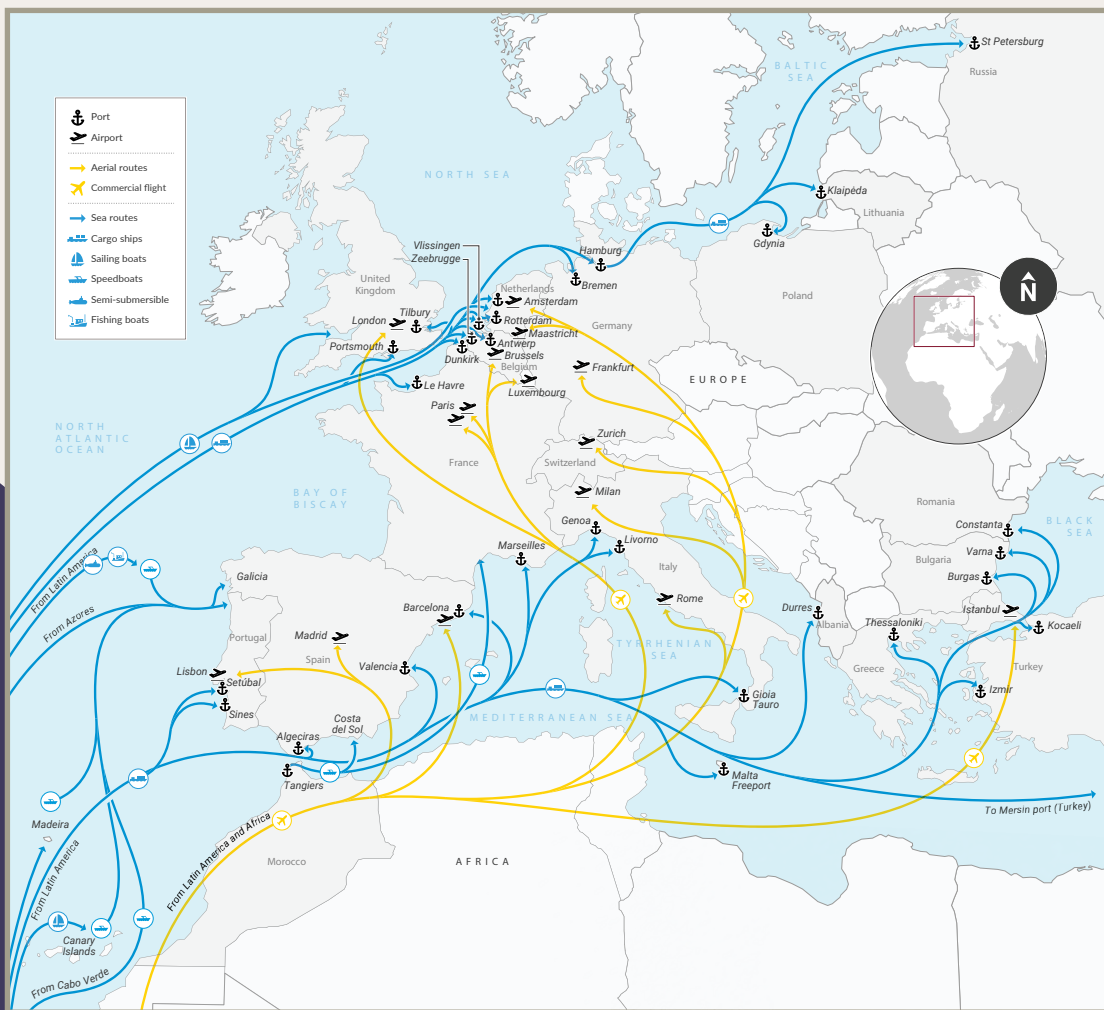 St Petersburg
BALTIC
SEA
Russia
Port
Airport
Aerial routes
Commercial flight
Sea routes
Cargo ships
Sailing boats
Speedboats
Semi-submersible
Fishing boats
NORTH SEA
Klaipėda
Lithuania
Gdynia
Vlissingen
Zeebrugge
Hamburg
Bremen
United
Kingdom
Netherlands
Amsterdam
Poland
N
London
Tilbury
Rotterdam
Germany
Maastricht
Portsmouth
Antwerp
Dunkirk
Brussels
Belgium
Frankfurt
EUROPE
Le Havre
Luxembourg
Paris
NORTH
ATLANTIC
OCEAN
Zurich
France
Switzerland
BAY OF
BISCAY
Milan
Romania
Genoa
Constanta
BLACK
SEA
Marseilles
Livorno
Varna
Bulgaria
From Latin America
Galicia
Italy
Burgas
From Azores
Barcelona
Rome
Durres
Albania
Istanbul
Thessaloniki
Kocaeli
Portugal
Madrid
Spain
TYRRHENIAN
SEA
Lisbon
Setúbal
Valencia
Greece
Turkey
Sines
Izmir
Gioia
Tauro
Costa
del Sol
MEDITERRANEAN SEA
Algeciras
Tangiers
Malta
Freeport
To Mersin port (Turkey)
Madeira
From Latin America and Africa
Morocco
AFRICA
From Latin America
Canary
Islands
From Cabo Verde